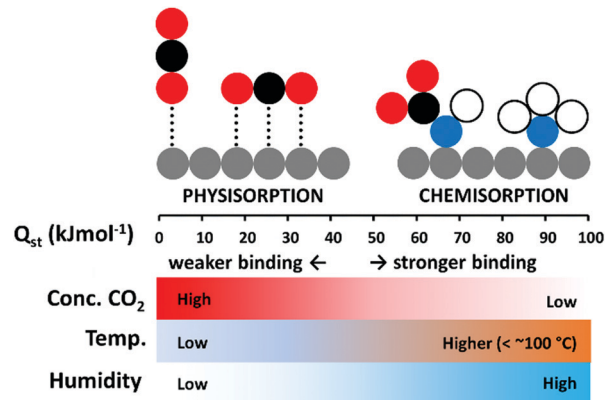 PHYSISORPTION CHEMISORPTION
Qst (kJmol-1) 0 10 20 30 40 50 60 70 80 90 100
weaker binding ← → stronger binding
Conc. CO2 High Low
Temp. Low Higher (< ~100 °C)
Humidity Low High